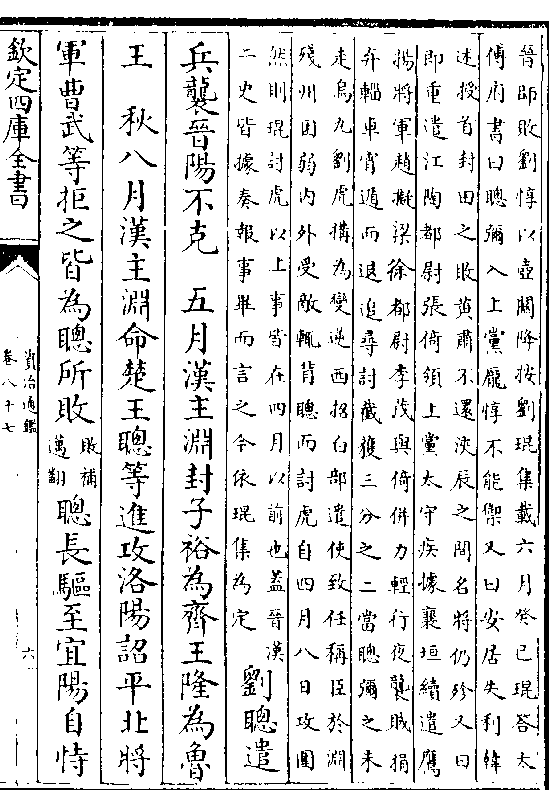 晉師敗劉惇以壺關降按劉琨集載六月癸巳琨答太
傅府書曰聰彌入上黨龐惇不能禦又曰安居失利韓
述授首封田之敗黄肅不還浹辰之間名將仍殄又曰
即重遣江陶都尉張倚領上黨太守疾據襄垣續遣鷹
揚將軍趙擬梁徐都尉李茂與倚併力輕行夜襲賊捐
弃輜車宵遁而退追尋討截獲三分之二當聰彌之未
走烏丸劉虎搆為變逆西招白部遣使致任稱臣於淵
殘州困弱内外受敵輒背聰而討虎自四月八日攻圍
然則琨討虎以上事皆在四月以前也蓋晉漢
二史皆據奏報事畢而言之今依琨集為定
劉聰遣
兵襲晉陽不克 五月漢主淵封子裕為齊王隆為魯
王 秋八月漢主淵命楚王聰等進攻洛陽詔平北將
軍曹武等拒之皆為聰所敗
敗補
邁翻
聰長驅至宜陽自恃
欽定四庫全書
資治通鑑
卷八十七
六